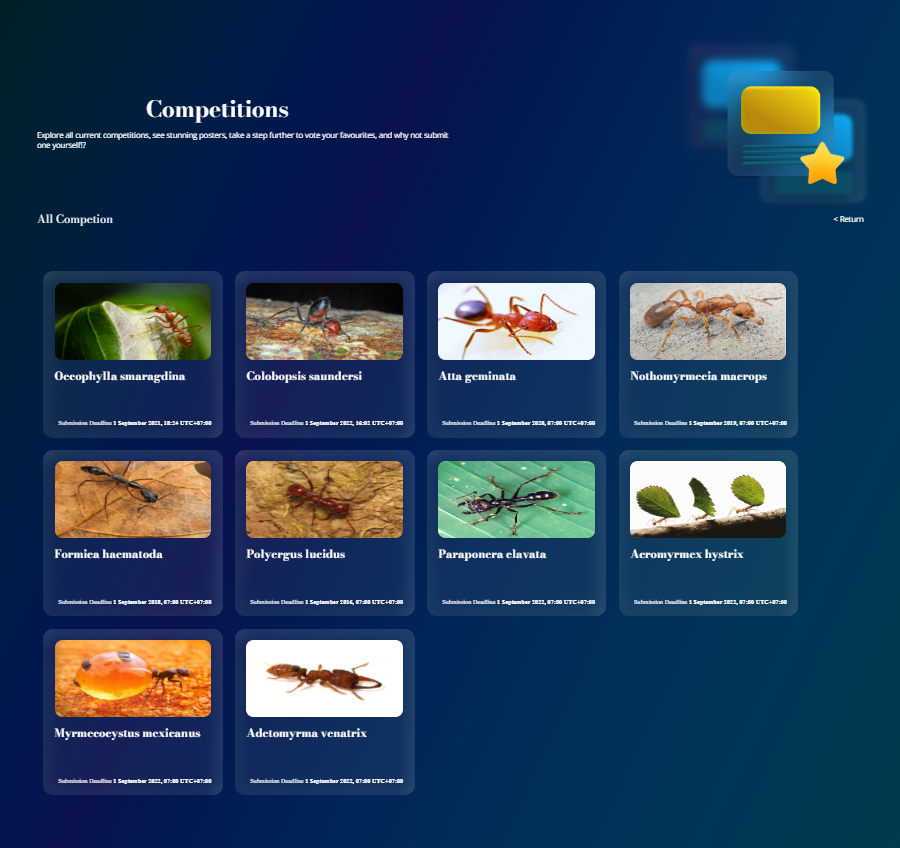 Competitions
Explore all current competitions, see stunning posters, take a step further to vote your favourites, and why not submit
one yourself!?
All Competion
< Return
Oecophylla smaragdina
Submission Deadline 1 September 2021, 18:24 UTC+07:00
Colobopsis saundersi
Submission Deadline 1 September 2022, 16:02 UTC+07:00
Atta geminata
Submission Deadline 1 September 2020, 07:00 UTC+07:00
Nothomyrmecia macrops
Submission Deadline 1 September 2019, 07:00 UTC+07:00
Formica haematoda
Submission Deadline 1 September 2018, 07:00 UTC+07:00
Polyergus lucidus
Submission Deadline 1 September 2016, 07:00 UTC+07:00
Paraponera clavata
Submission Deadline 1 September 2022, 07:00 UTC+07:00
Acromyrmex hystrix
Submission Deadline 1 September 2022, 07:00 UTC+07:00
Myrmecocystus mexicanus
Submission Deadline 1 September 2022, 07:00 UTC+07:00
Adetomyrma venatrix
Submission Deadline 1 September 2022, 07:00 UTC+07:00